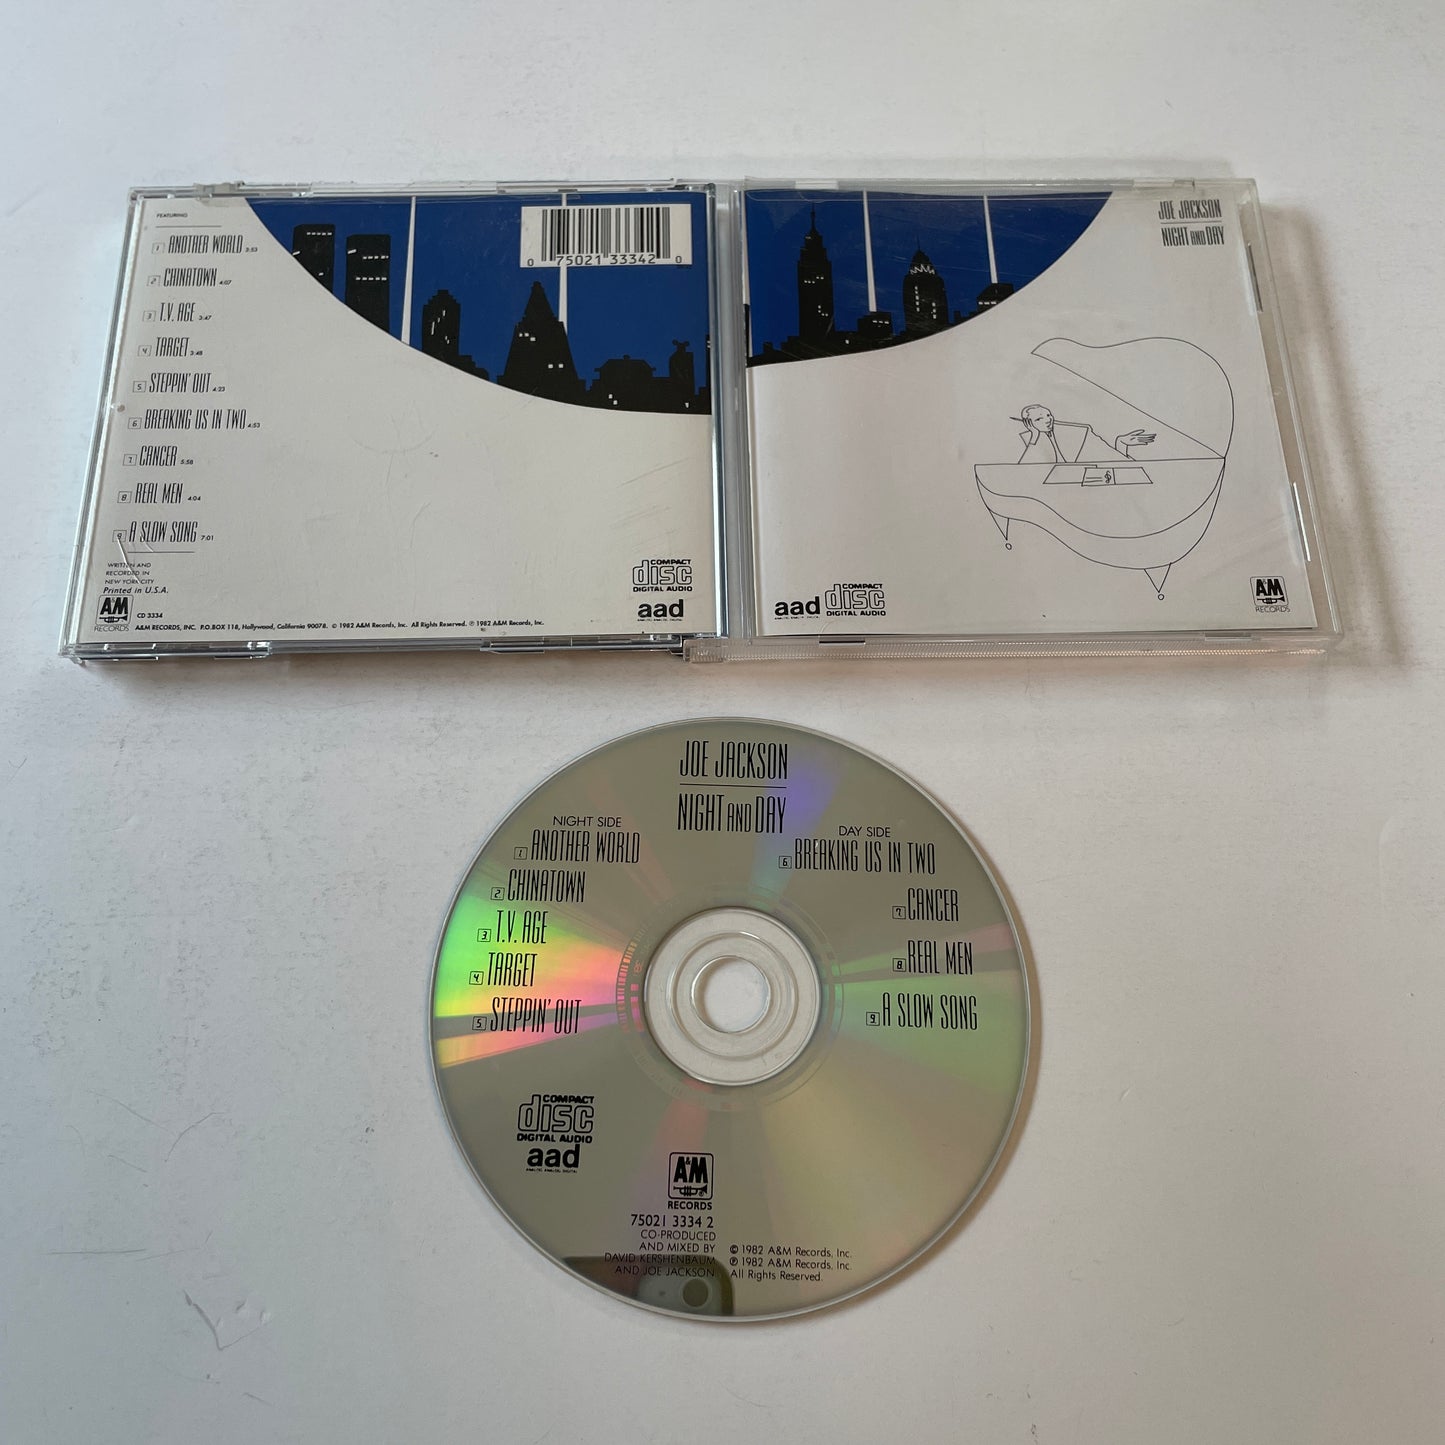 FEATURING
1 ANOTHER WORLD 3:53
2 CHINATOWN 4:07
3 T.V. AGE 3:47
4 TARGET 3:48
5 STEPPIN' OUT 4:23
6 BREAKING US IN TWO 4:53
7 CANCER 5:58
8 REAL MEN 4:04
9 A SLOW SONG 7:01
WRITTEN AND
RECORDED IN
NEW YORK CITY
Printed in U.S.A.
A&M
RECORDS
CD 3334
A&M RECORDS, INC. P.O. BOX 118, Hollywood, California 90078. © 1982 A&M Records, Inc. All Rights Reserved. ℗ 1982 A&M Records, Inc.
0 75021 33342 0
COMPACT
disc
DIGITAL AUDIO
aad
JOE JACKSON
NIGHT AND DAY
$
aad
COMPACT
disc
DIGITAL AUDIO
A&M
RECORDS
JOE JACKSON
NIGHT AND DAY
NIGHT SIDE
1 ANOTHER WORLD
2 CHINATOWN
3 T.V. AGE
4 TARGET
5 STEPPIN' OUT
DAY SIDE
6 BREAKING US IN TWO
7 CANCER
8 REAL MEN
9 A SLOW SONG
COMPACT
disc
DIGITAL AUDIO
aad
ANALOG ANALOG DIGITAL
A&M
RECORDS
75021 3334 2
CO-PRODUCED
AND MIXED BY
DAVID KERSHENBAUM
AND JOE JACKSON
© 1982 A&M Records, Inc.
℗ 1982 A&M Records, Inc.
All Rights Reserved.